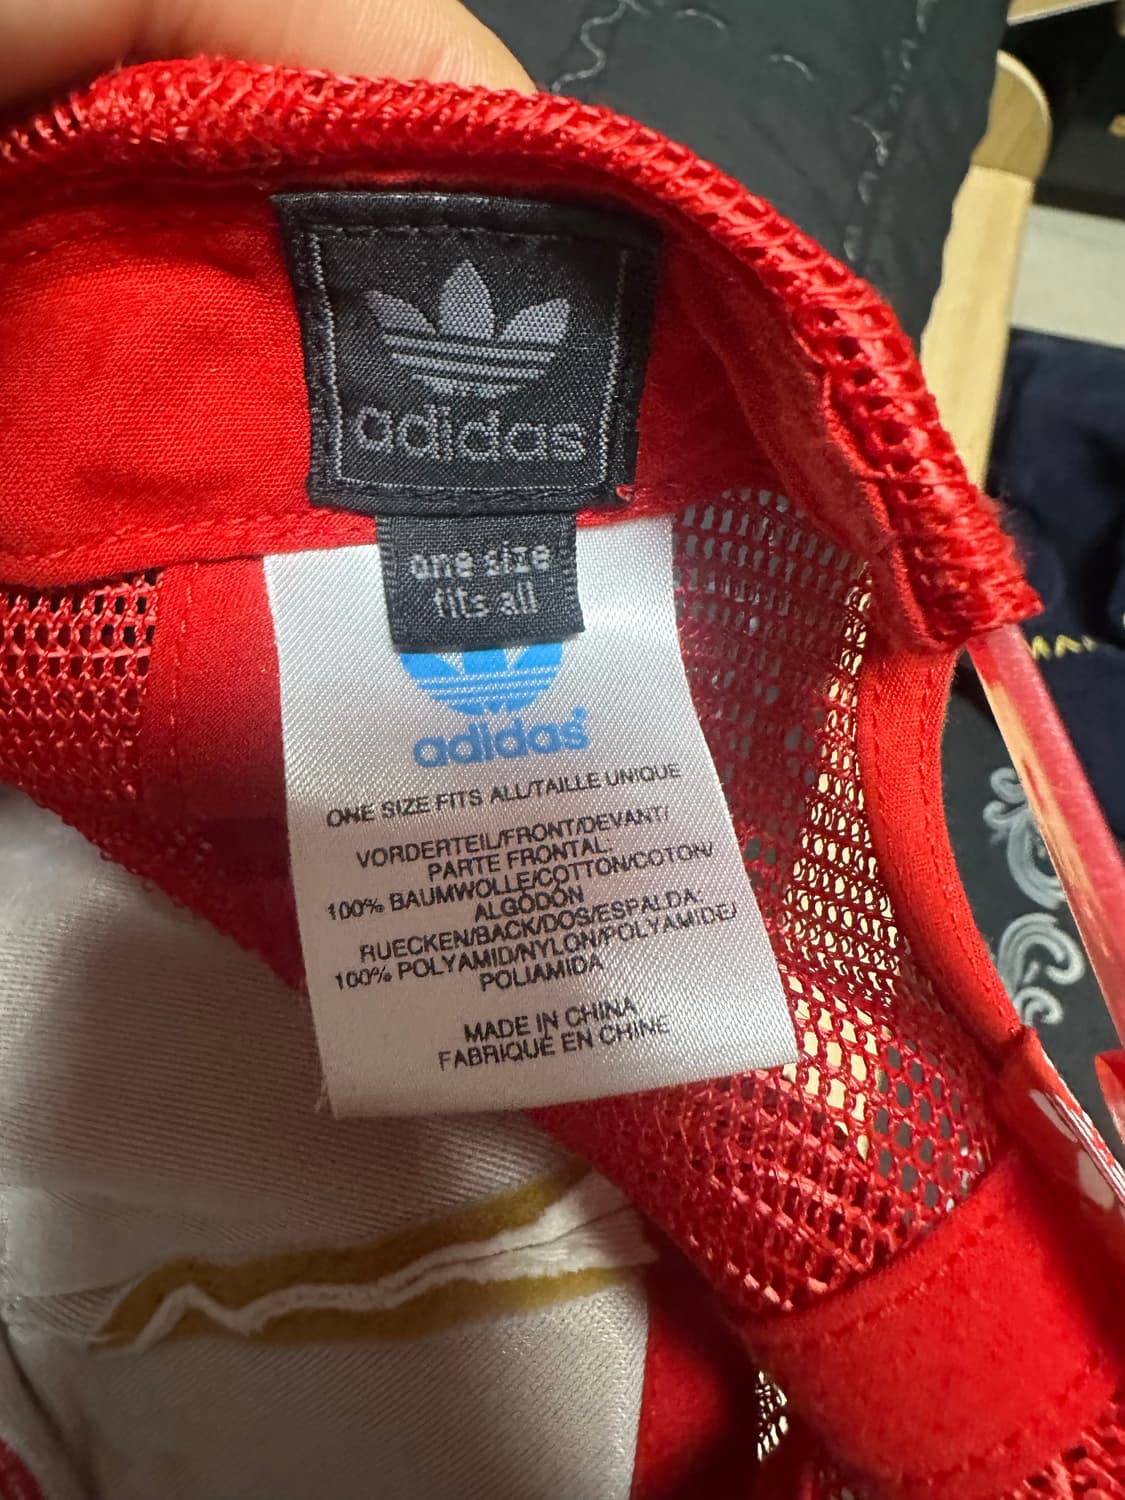 adidas
one size
fits all
adidas
ONE SIZE FITS ALL/TAILLE UNIQUE
VORDERTEIL/FRONT/DEVANT/
PARTE FRONTAL:
100% BAUMWOLLE/COTTON/COTON/
ALGODÓN
RUECKEN/BACK/DOS/ESPALDA:
100% POLYAMID/NYLON/POLYAMIDE/
POLIAMIDA
MADE IN CHINA
FABRIQUÉ EN CHINE